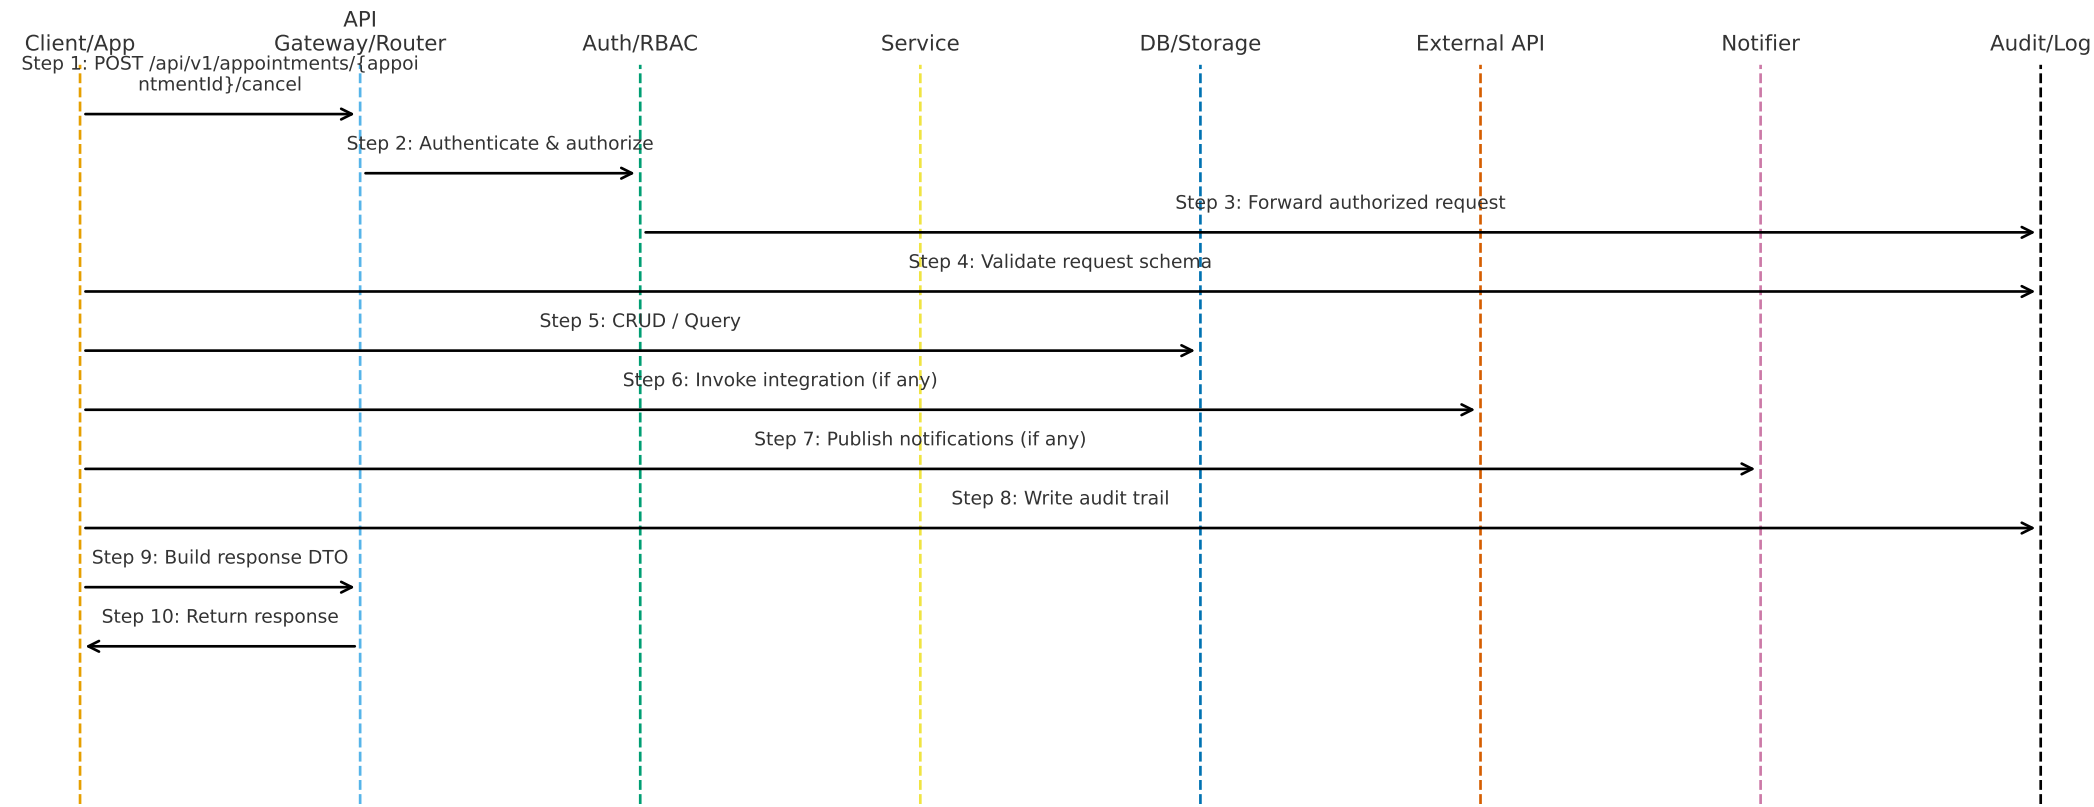 API
Client/App
Gateway/Router
Auth/RBAC
Service
DB/Storage
External API
Notifier
Audit/Log
Step 1: POST /api/v1/appointments/{appoi
ntmentId}/cancel
Step 2: Authenticate & authorize
Step 3: Forward authorized request
Step 4: Validate request schema
Step 5: CRUD / Query
Step 6: Invoke integration (if any)
Step 7: Publish notifications (if any)
Step 8: Write audit trail
Step 9: Build response DTO
Step 10: Return response